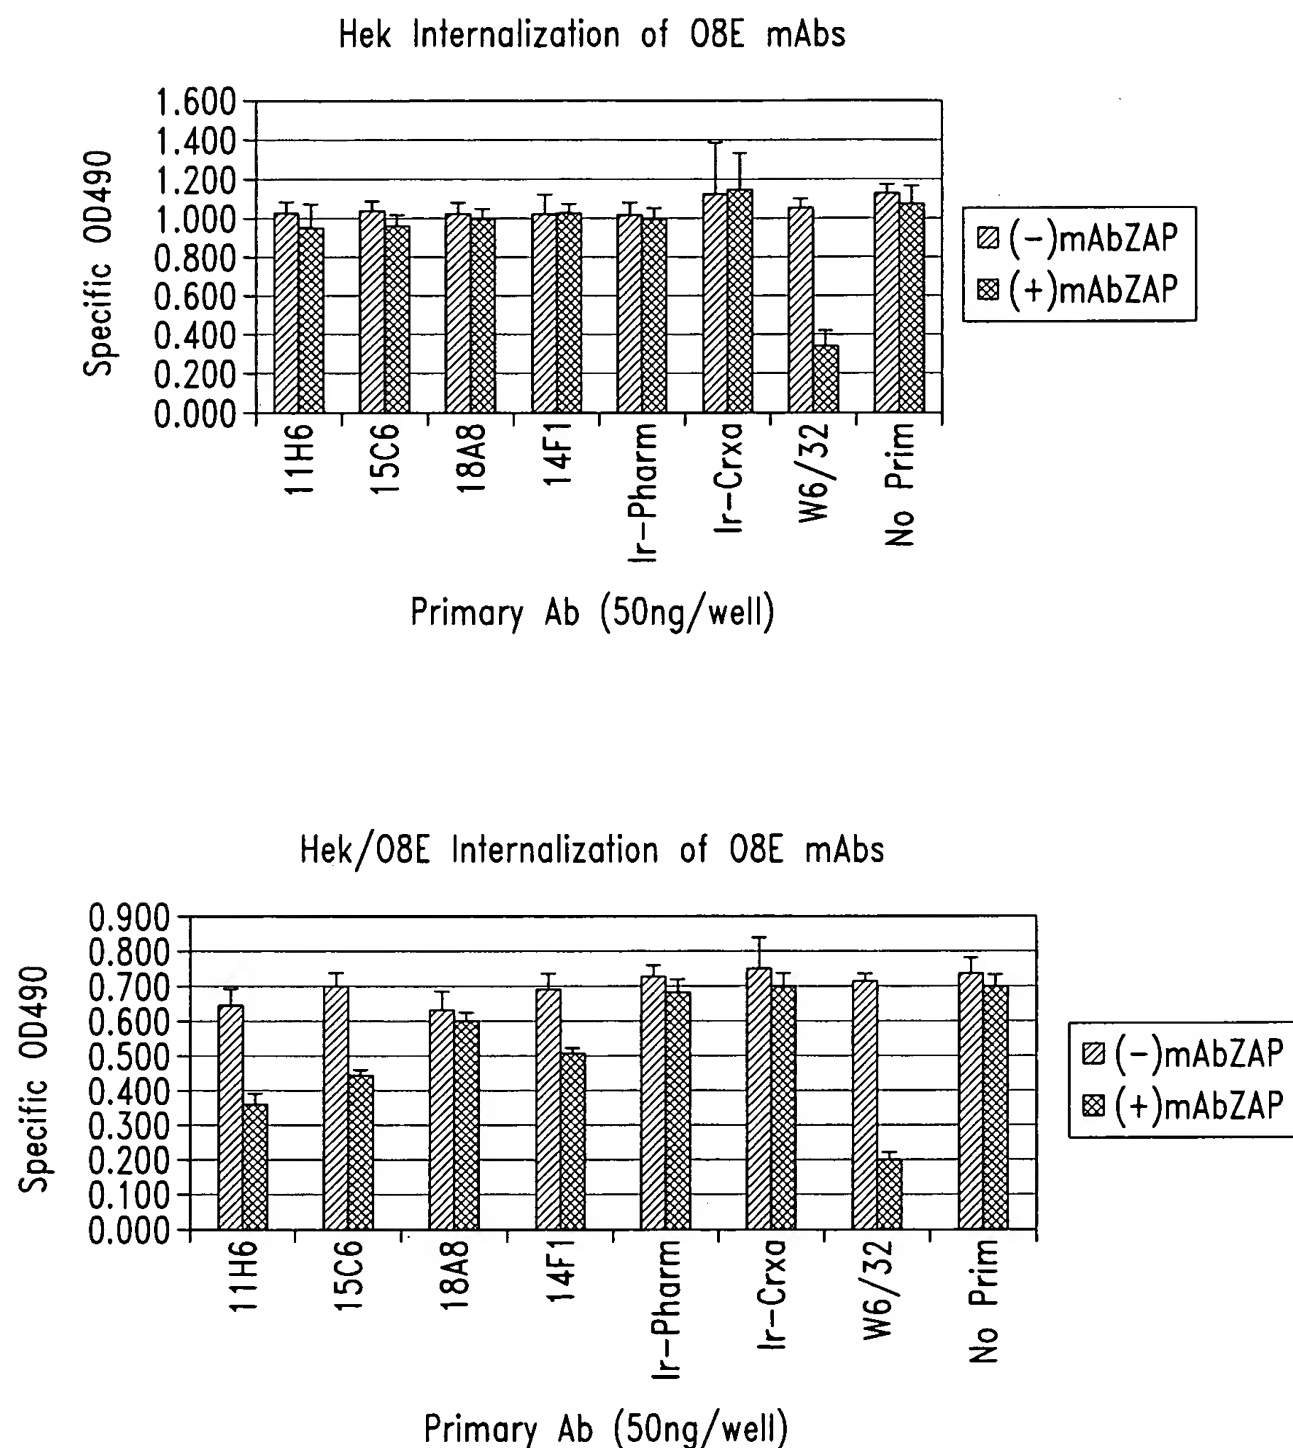 Hek Internalization of O8E mAbs
1.600
1.400
1.200
1.000
0.800
0.600
0.400
0.200
0.000
Specific OD490
11H6
15C6
18A8
14F1
Ir-Pharm
Ir-Crxa
W6/32
No Prim
Primary Ab (50ng/well)
(-)mAbZAP
(+)mAbZAP
Hek/O8E Internalization of O8E mAbs
0.900
0.800
0.700
0.600
0.500
0.400
0.300
0.200
0.100
0.000
Specific OD490
11H6
15C6
18A8
14F1
Ir-Pharm
Ir-Crxa
W6/32
No Prim
Primary Ab (50ng/well)
(-)mAbZAP
(+)mAbZAP